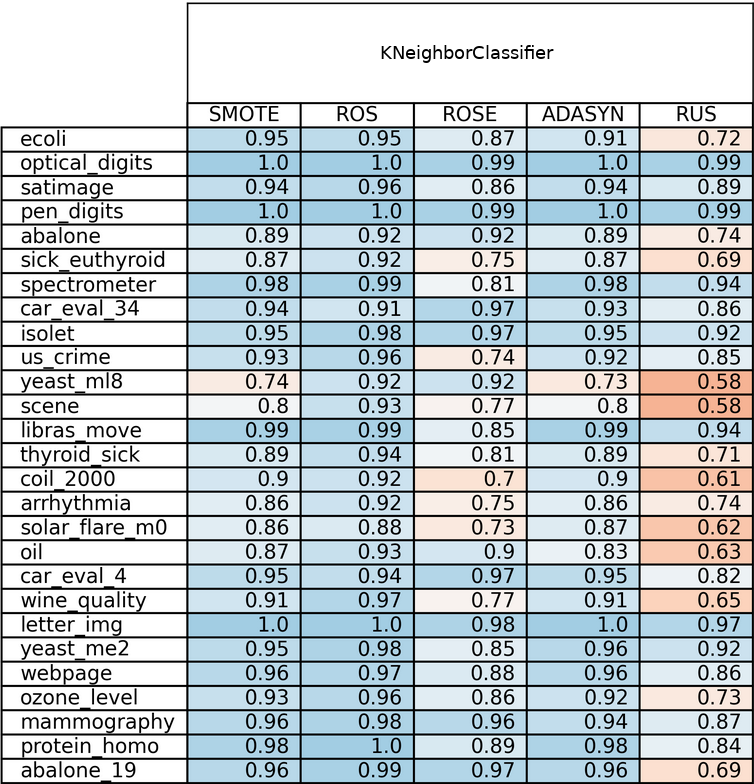 KNeighborClassifier
SMOTE ROS ROSE ADASYN RUS
ecoli 0.95 0.95 0.87 0.91 0.72
optical_digits 1.0 1.0 0.99 1.0 0.99
satimage 0.94 0.96 0.86 0.94 0.89
pen_digits 1.0 1.0 0.99 1.0 0.99
abalone 0.89 0.92 0.92 0.89 0.74
sick_euthyroid 0.87 0.92 0.75 0.87 0.69
spectrometer 0.98 0.99 0.81 0.98 0.94
car_eval_34 0.94 0.91 0.97 0.93 0.86
isolet 0.95 0.98 0.97 0.95 0.92
us_crime 0.93 0.96 0.74 0.92 0.85
yeast_ml8 0.74 0.92 0.92 0.73 0.58
scene 0.8 0.93 0.77 0.8 0.58
libras_move 0.99 0.99 0.85 0.99 0.94
thyroid_sick 0.89 0.94 0.81 0.89 0.71
coil_2000 0.9 0.92 0.7 0.9 0.61
arrhythmia 0.86 0.92 0.75 0.86 0.74
solar_flare_m0 0.86 0.88 0.73 0.87 0.62
oil 0.87 0.93 0.9 0.83 0.63
car_eval_4 0.95 0.94 0.97 0.95 0.82
wine_quality 0.91 0.97 0.77 0.91 0.65
letter_img 1.0 1.0 0.98 1.0 0.97
yeast_me2 0.95 0.98 0.85 0.96 0.92
webpage 0.96 0.97 0.88 0.96 0.86
ozone_level 0.93 0.96 0.86 0.92 0.73
mammography 0.96 0.98 0.96 0.94 0.87
protein_homo 0.98 1.0 0.89 0.98 0.84
abalone_19 0.96 0.99 0.97 0.96 0.69